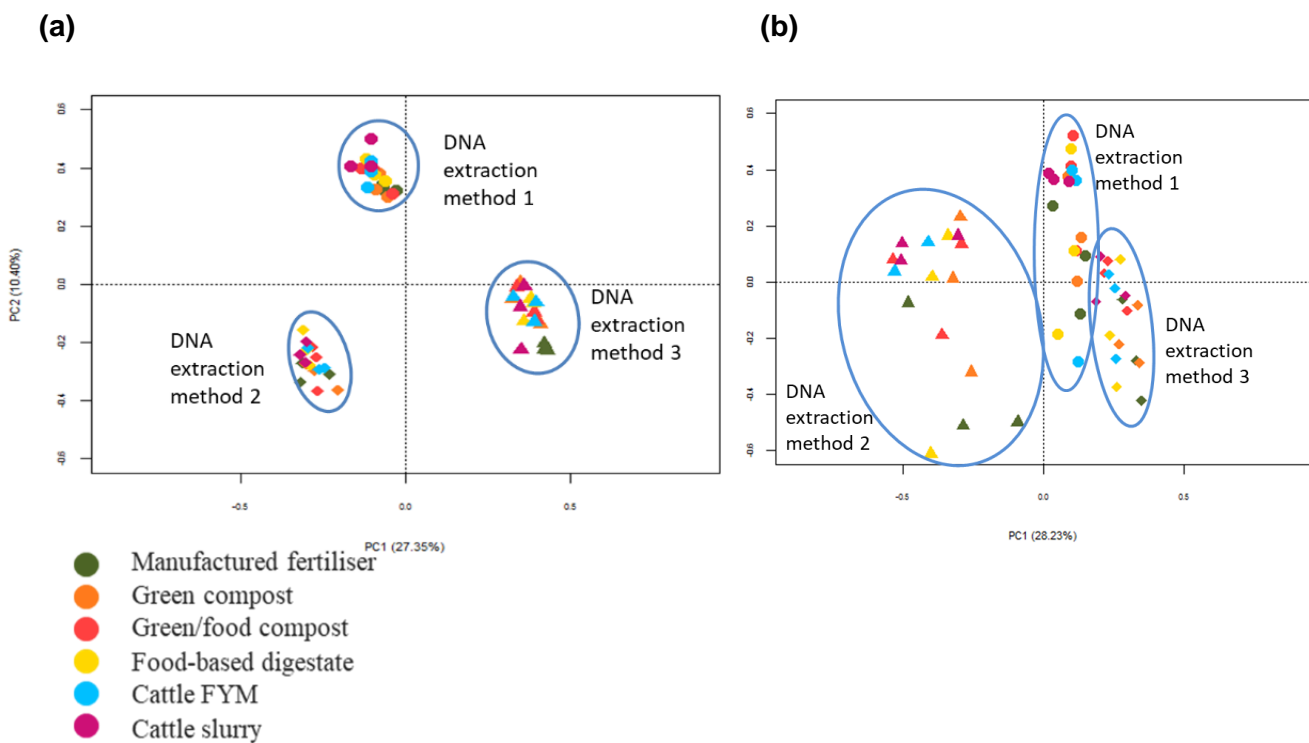 (a)
(b)
0.6
0.4
0.2
0.0
-0.2
-0.4
-0.6
PC2 (10.40%)
DNA
extraction
method 1
DNA
extraction
method 2
DNA
extraction
method 3
-0.5
0.0
0.5
PC1 (27.35%)
0.6
0.4
0.2
0.0
-0.2
-0.4
-0.6
DNA
extraction
method 1
DNA
extraction
method 2
DNA
extraction
method 3
-0.5
0.0
0.5
PC1 (28.23%)
Manufactured fertiliser
Green compost
Green/food compost
Food-based digestate
Cattle FYM
Cattle slurry